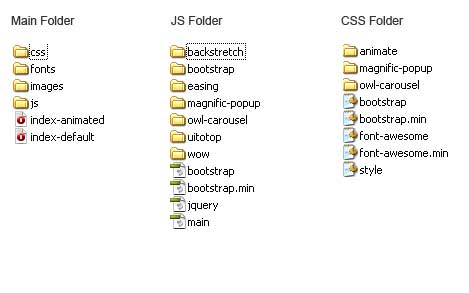 Main Folder
css
fonts
images
js
index-animated
index-default
JS Folder
backstretch
bootstrap
easing
magnific-popup
owl-carousel
uitotop
wow
bootstrap
bootstrap.min
jquery
main
CSS Folder
animate
magnific-popup
owl-carousel
bootstrap
bootstrap.min
font-awesome
font-awesome.min
style